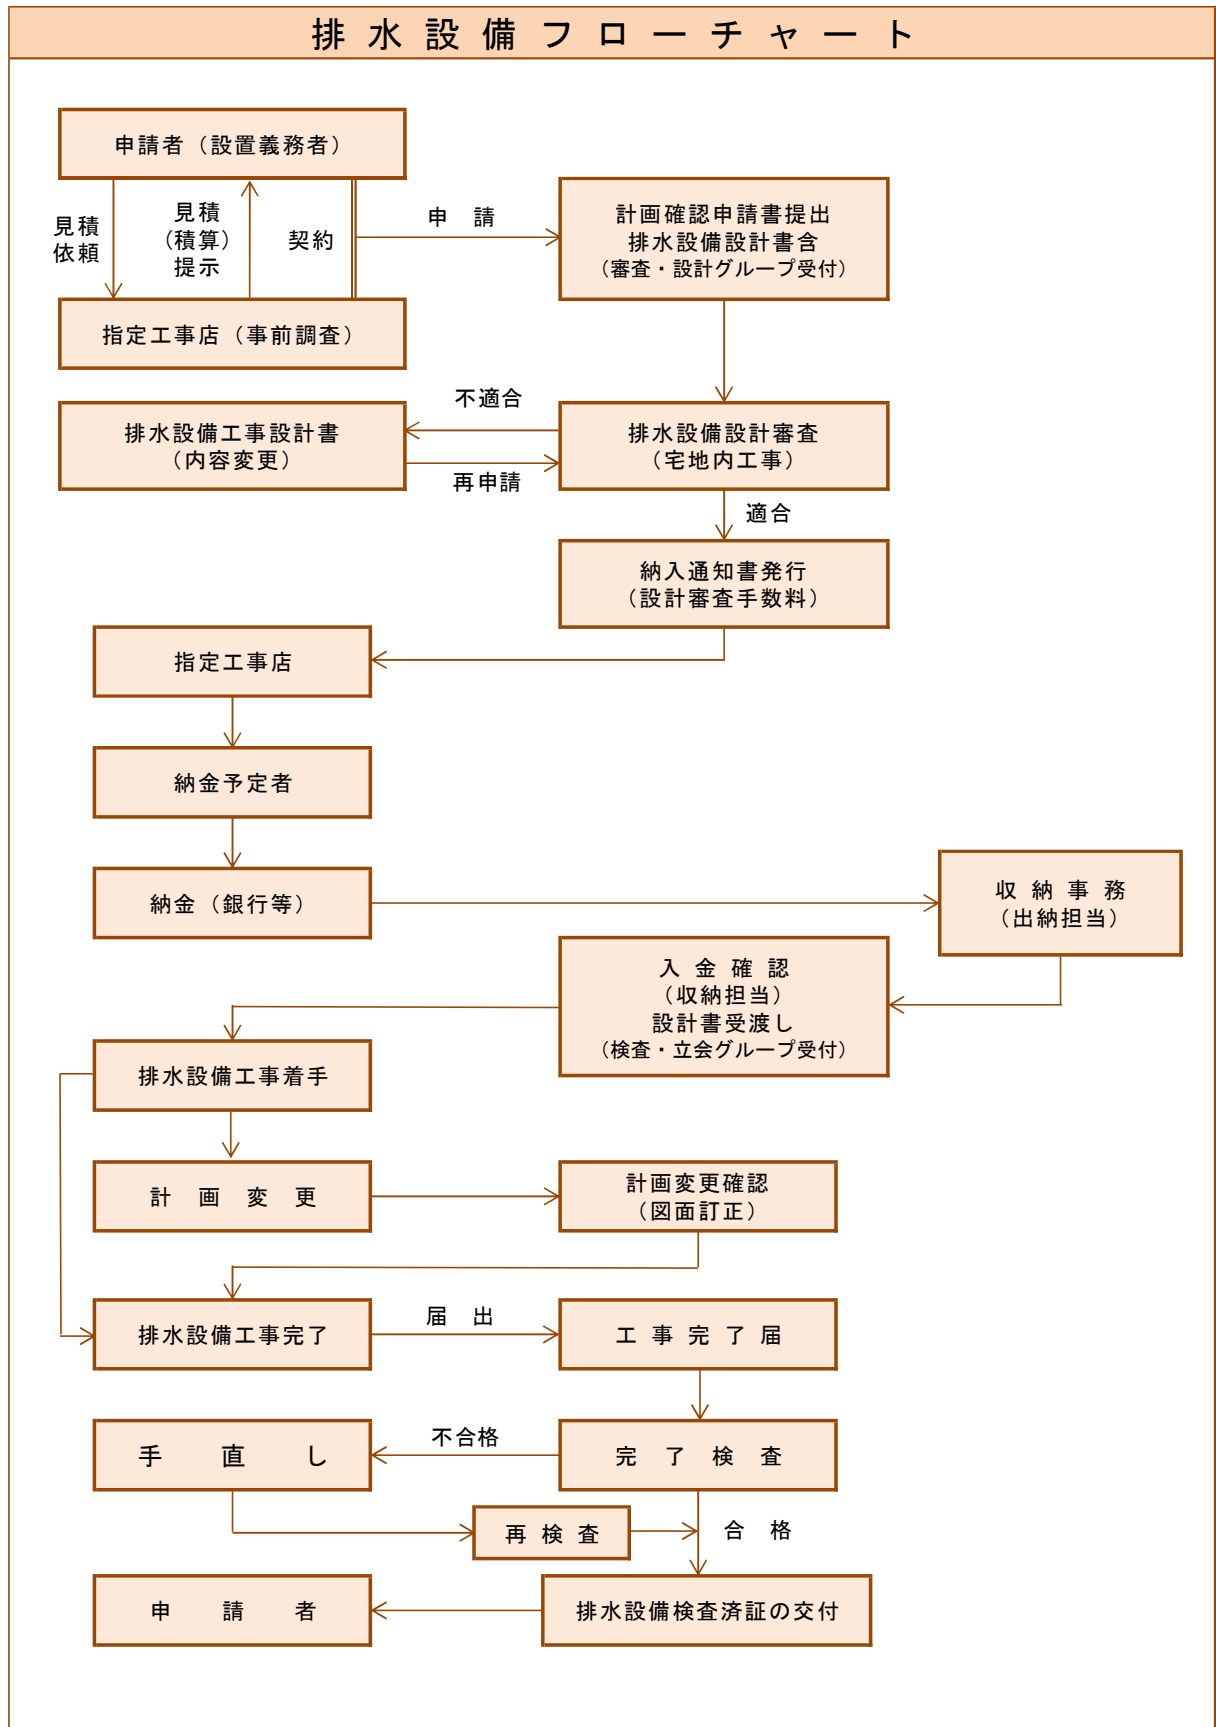 排水設備フローチャート
申請者（設置義務者）
見積
依頼
見積
（積算）
提示
契約
申　請
計画確認申請書提出
排水設備設計書含
（審査・設計グループ受付）
指定工事店（事前調査）
不適合
排水設備工事設計書
（内容変更）
排水設備設計審査
（宅地内工事）
再申請
適合
納入通知書発行
（設計審査手数料）
指定工事店
納金予定者
納金（銀行等）
収納事務
（出納担当）
入金確認
（収納担当）
設計書受渡し
（検査・立会グループ受付）
排水設備工事着手
計画変更
計画変更確認
（図面訂正）
排水設備工事完了
届　出
工事完了届
手直し
不合格
完了検査
再検査
合　格
申請者
排水設備検査済証の交付